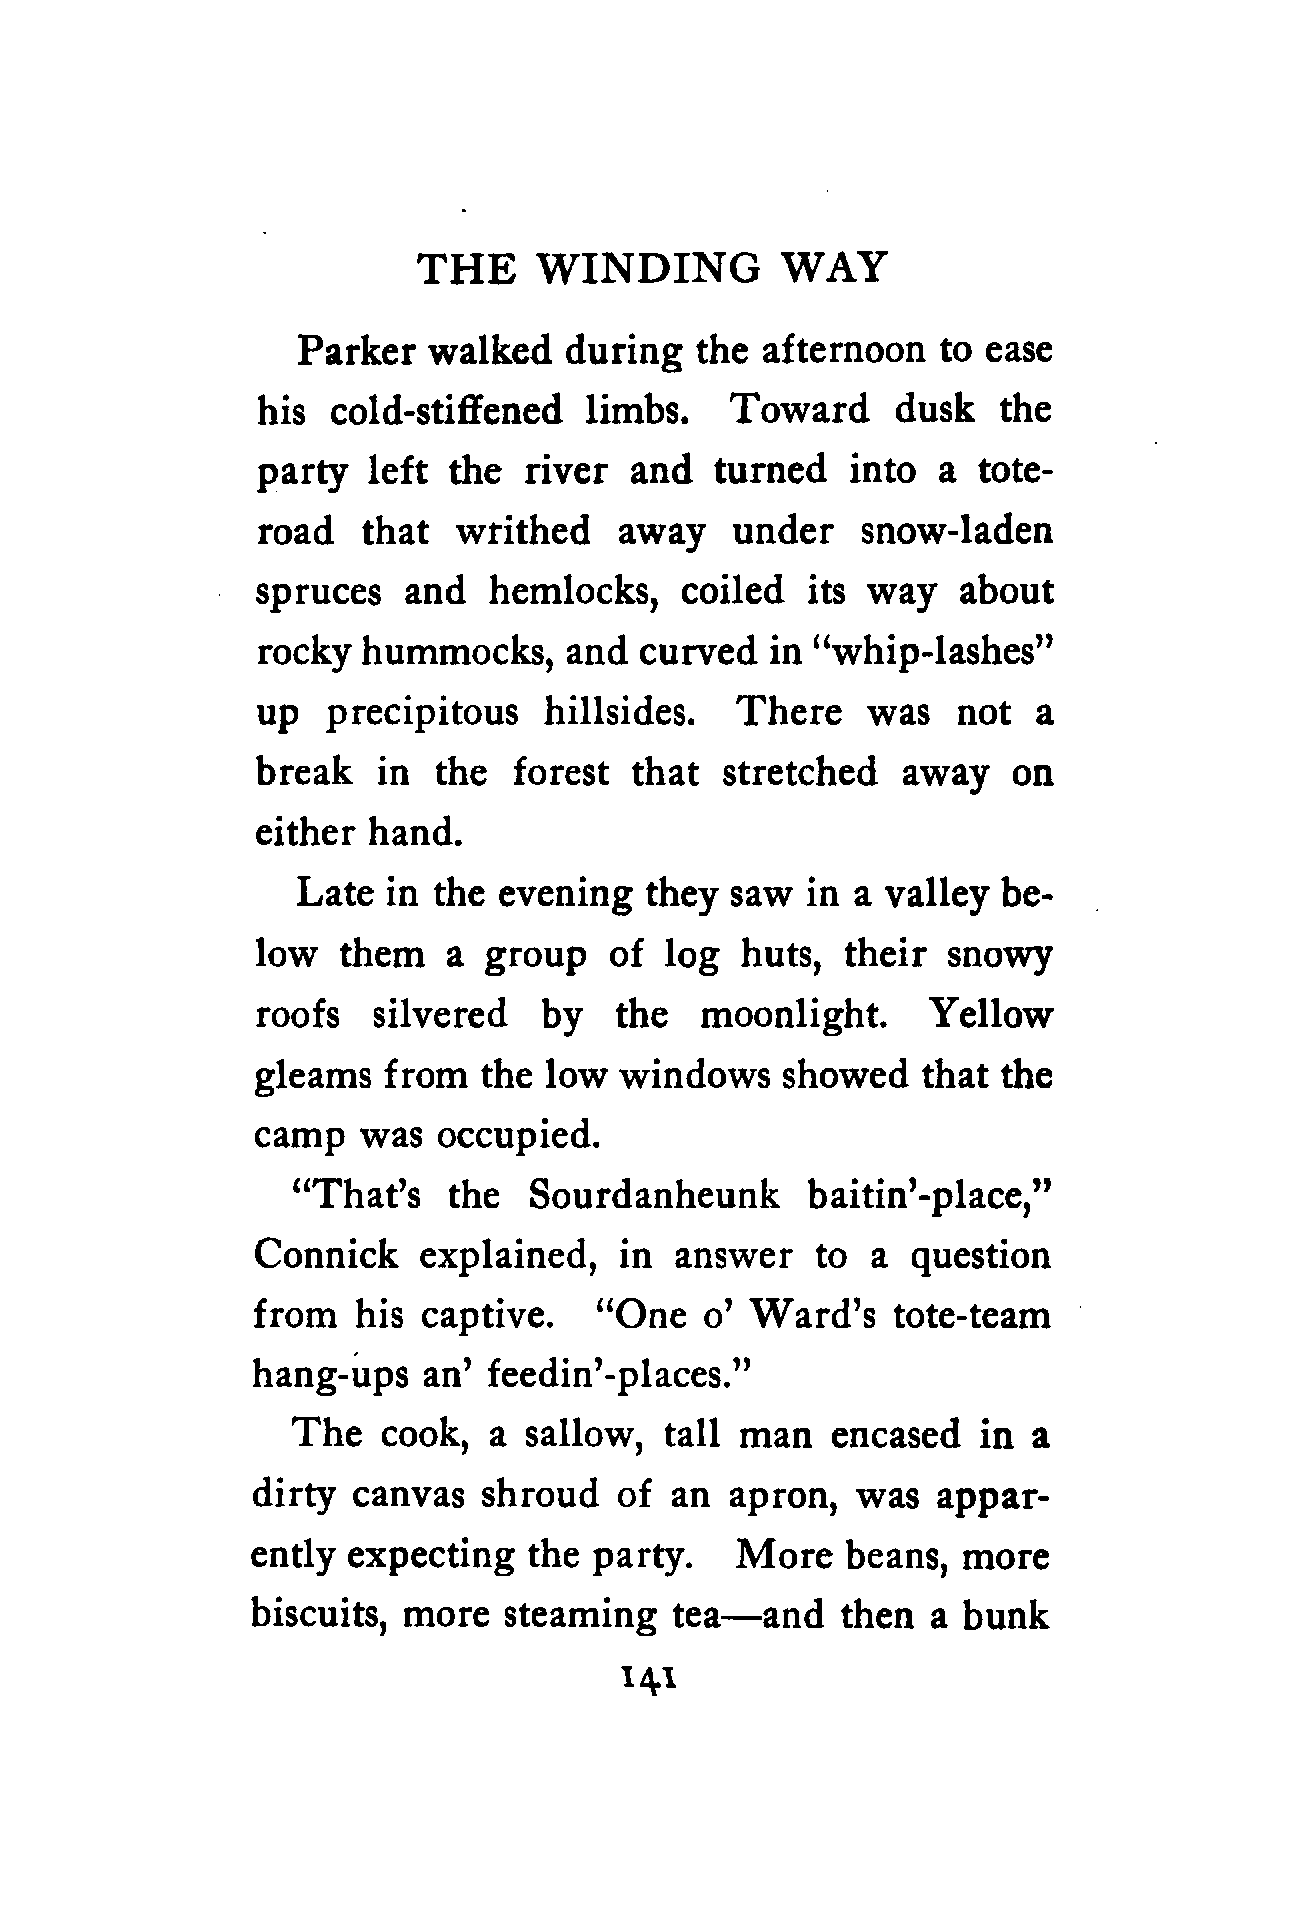 THE WINDING WAY
Parker walked during the afternoon to ease
his cold-stiffened limbs. Toward dusk the
party left the river and turned into a tote-
road that writhed away under snow-laden
spruces and hemlocks, coiled its way about
rocky hummocks, and curved in “whip-lashes”
up precipitous hillsides. There was not a
break in the forest that stretched away on
either hand.
Late in the evening they saw in a valley be-
low them a group of log huts, their snowy
roofs silvered by the moonlight. Yellow
gleams from the low windows showed that the
camp was occupied.
“That’s the Sourdanheunk baitin’-place,”
Connick explained, in answer to a question
from his captive. “One o’ Ward’s tote-team
hang-ups an’ feedin’-places.”
The cook, a sallow, tall man encased in a
dirty canvas shroud of an apron, was appar-
ently expecting the party. More beans, more
biscuits, more steaming tea—and then a bunk
141